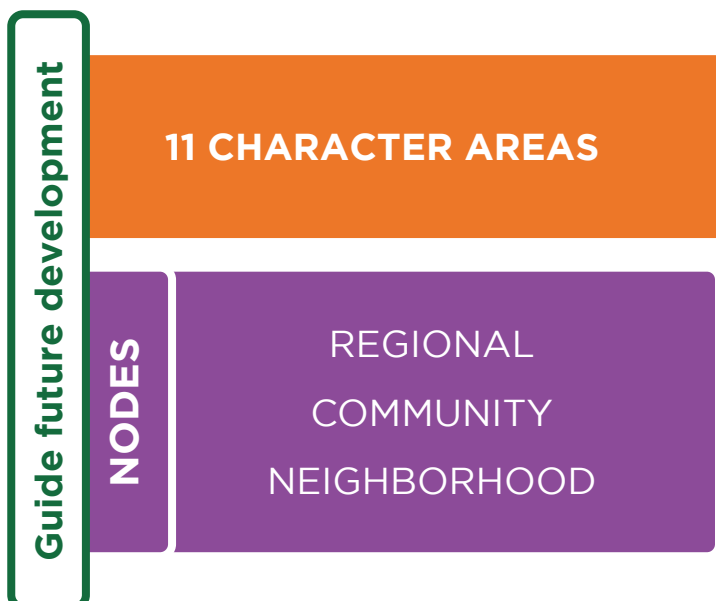 Guide future development
11 CHARACTER AREAS
NODES
REGIONAL
COMMUNITY
NEIGHBORHOOD